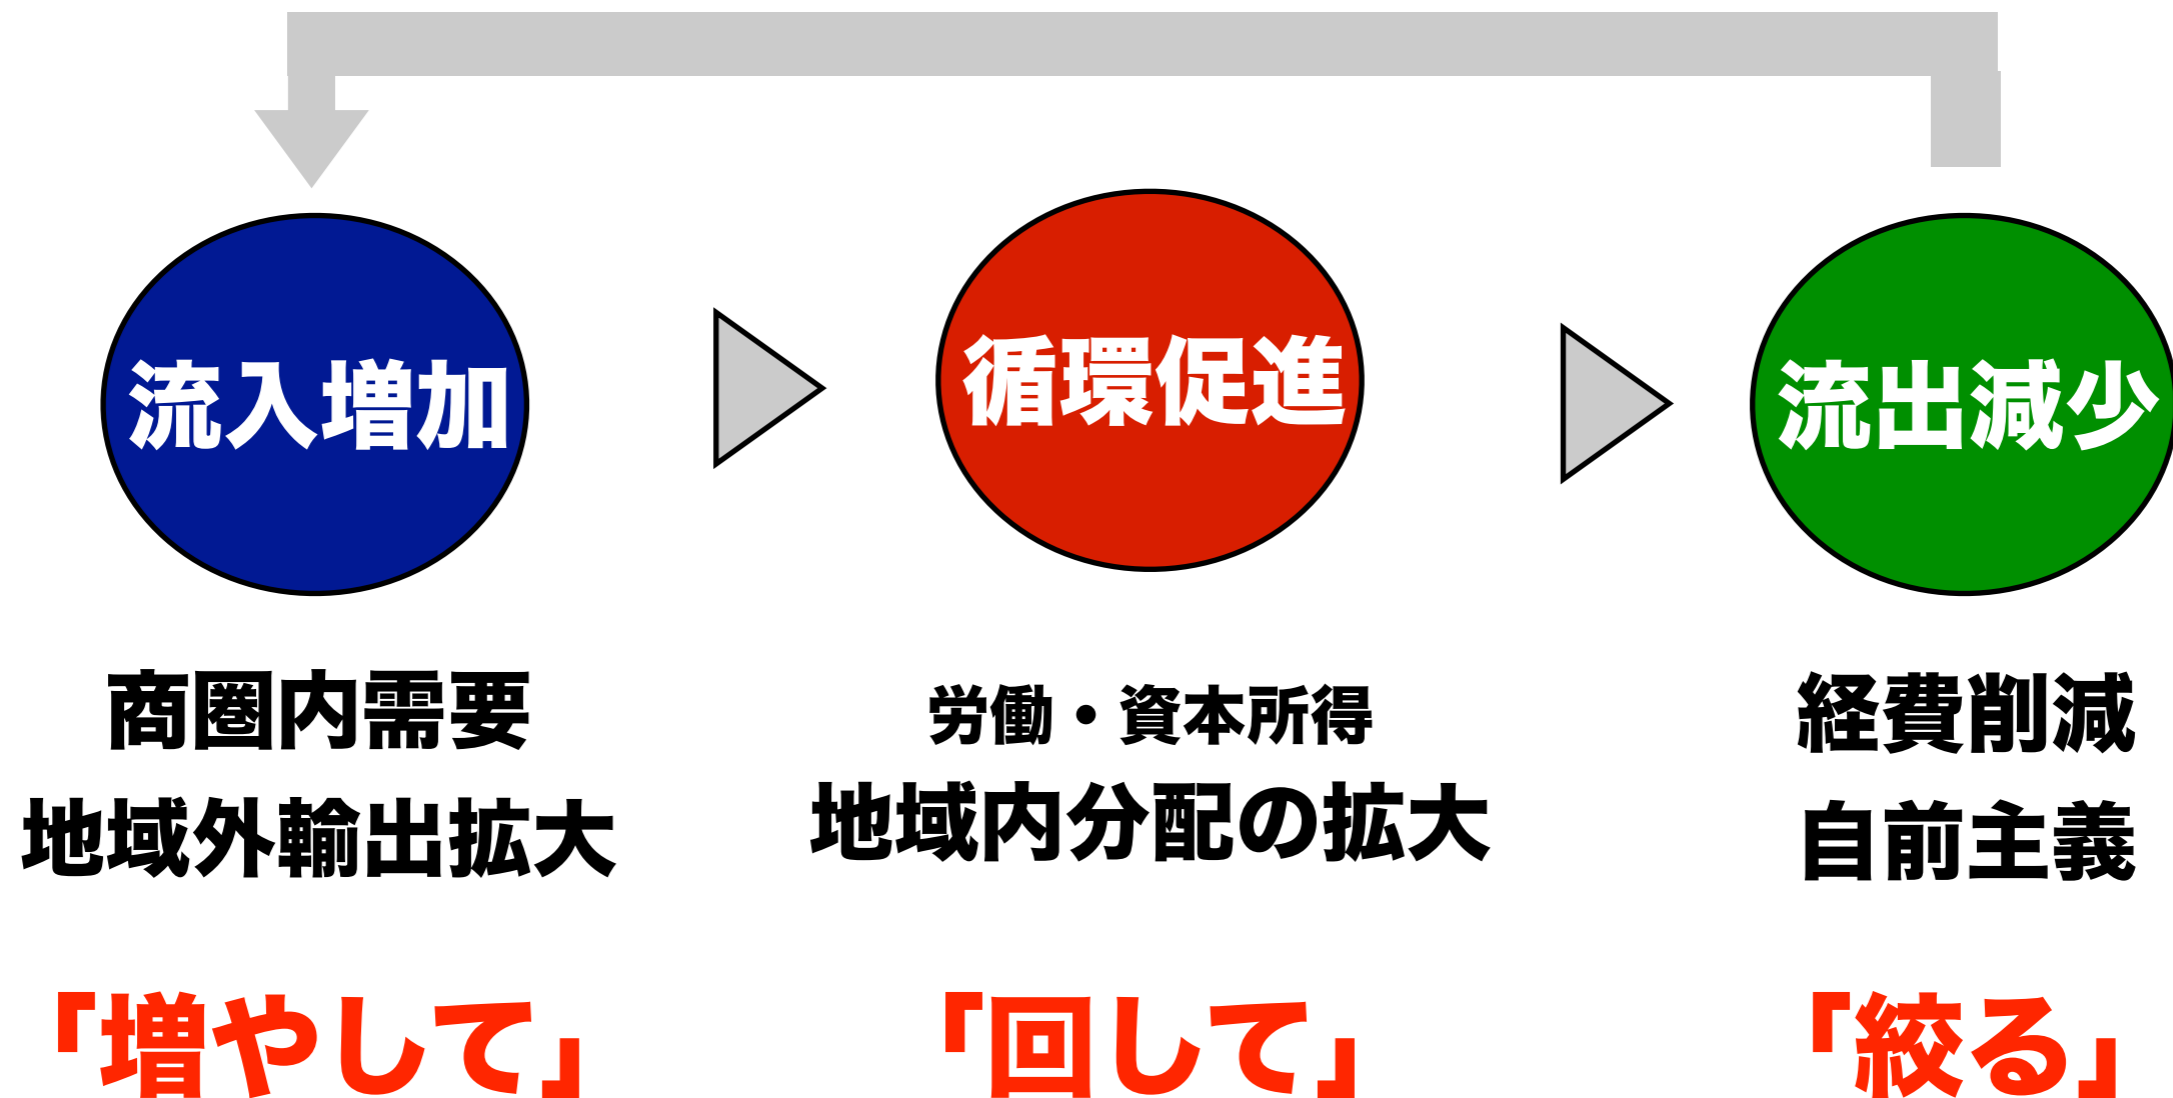 流入増加
循環促進
流出減少
商圏内需要
地域外輸出拡大
労働・資本所得
地域内分配の拡大
経費削減
自前主義
「増やして」
「回して」
「絞る」